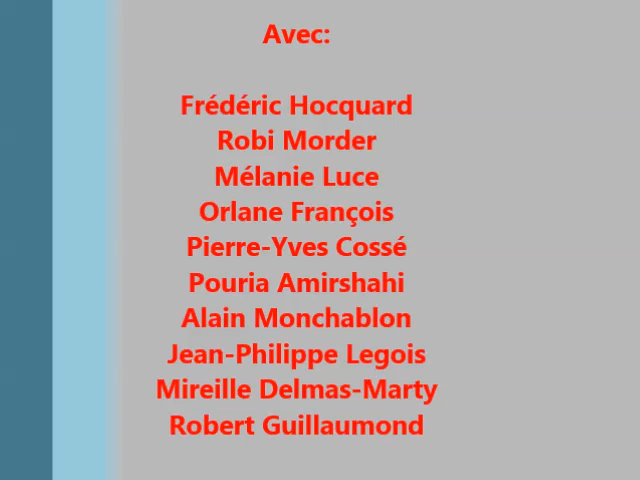 Avec:
Frédéric Hocquard
Robi Morder
Mélanie Luce
Orlane François
Pierre-Yves Cossé
Pouria Amirshahi
Alain Monchablon
Jean-Philippe Legois
Mireille Delmas-Marty
Robert Guillaumond